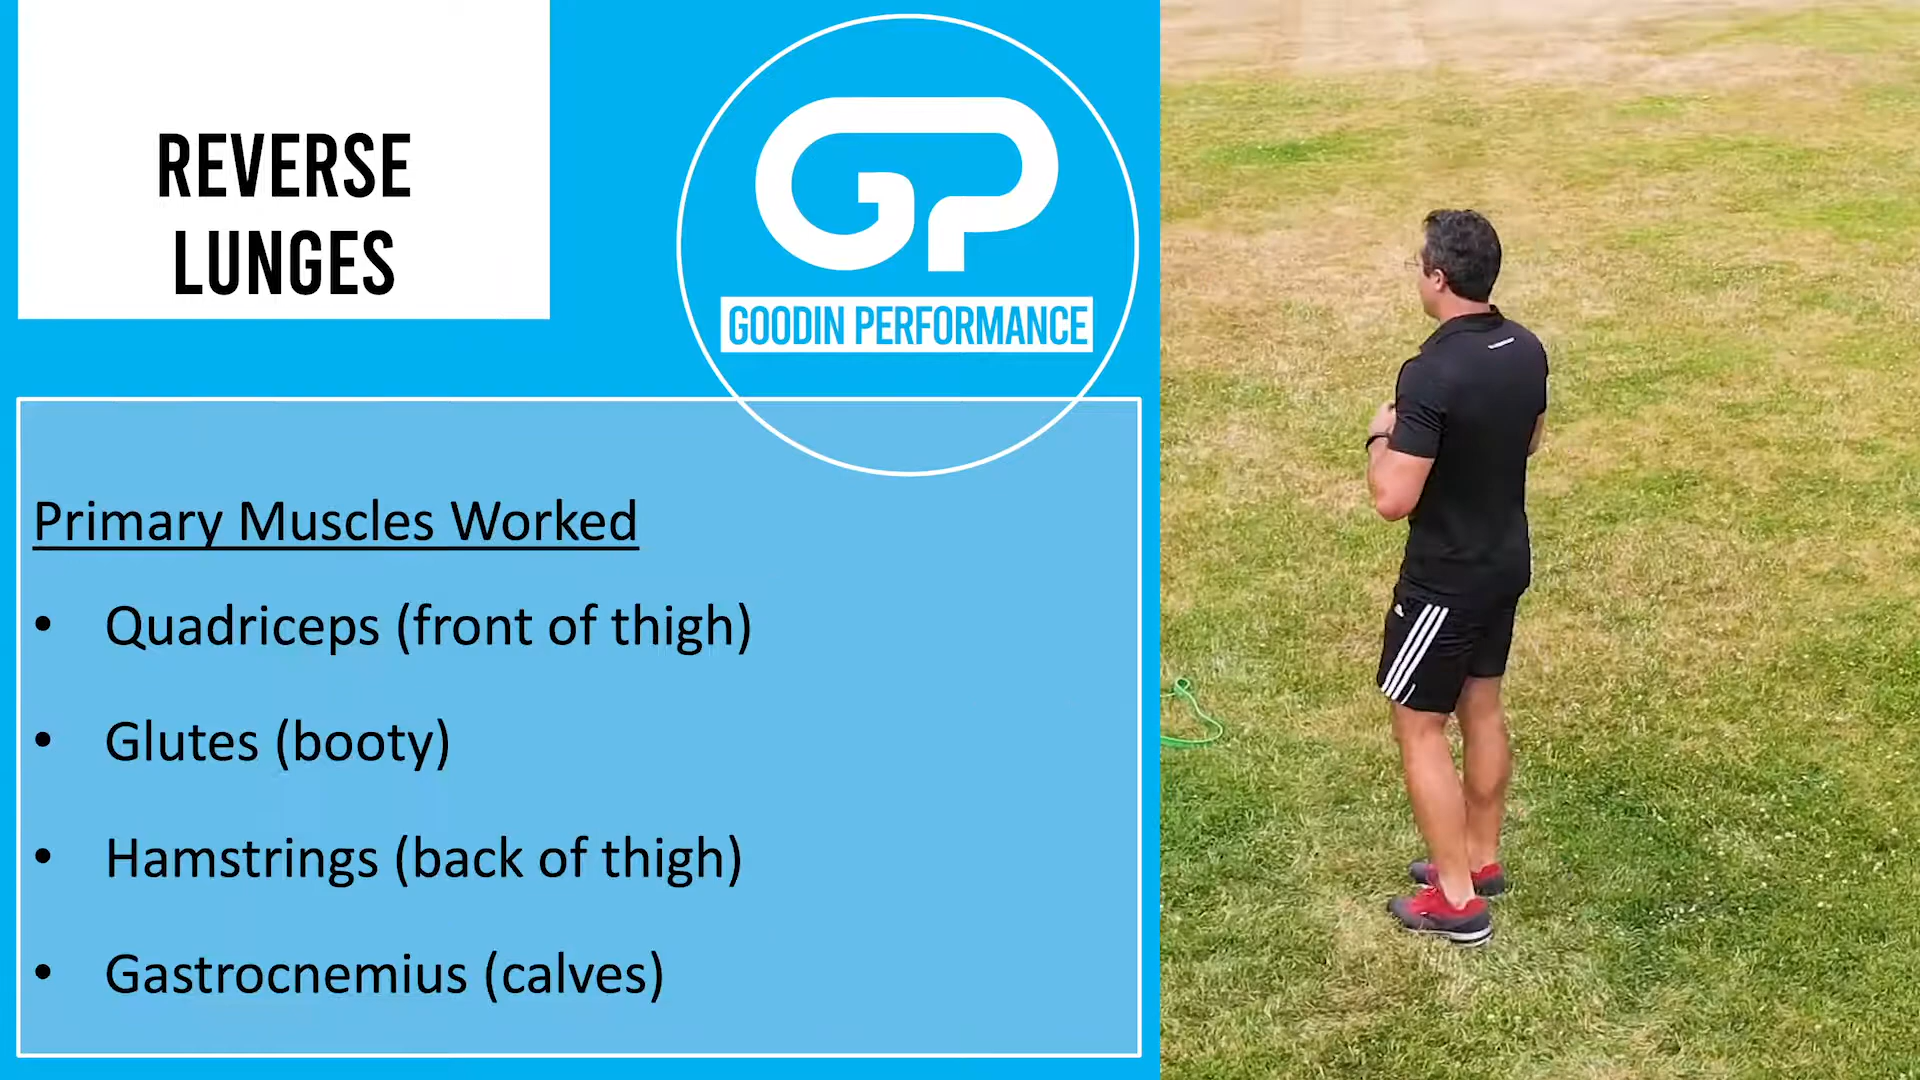 REVERSE
LUNGES
GP
GOODIN PERFORMANCE
Primary Muscles Worked
• Quadriceps (front of thigh)
• Glutes (booty)
• Hamstrings (back of thigh)
• Gastrocnemius (calves)